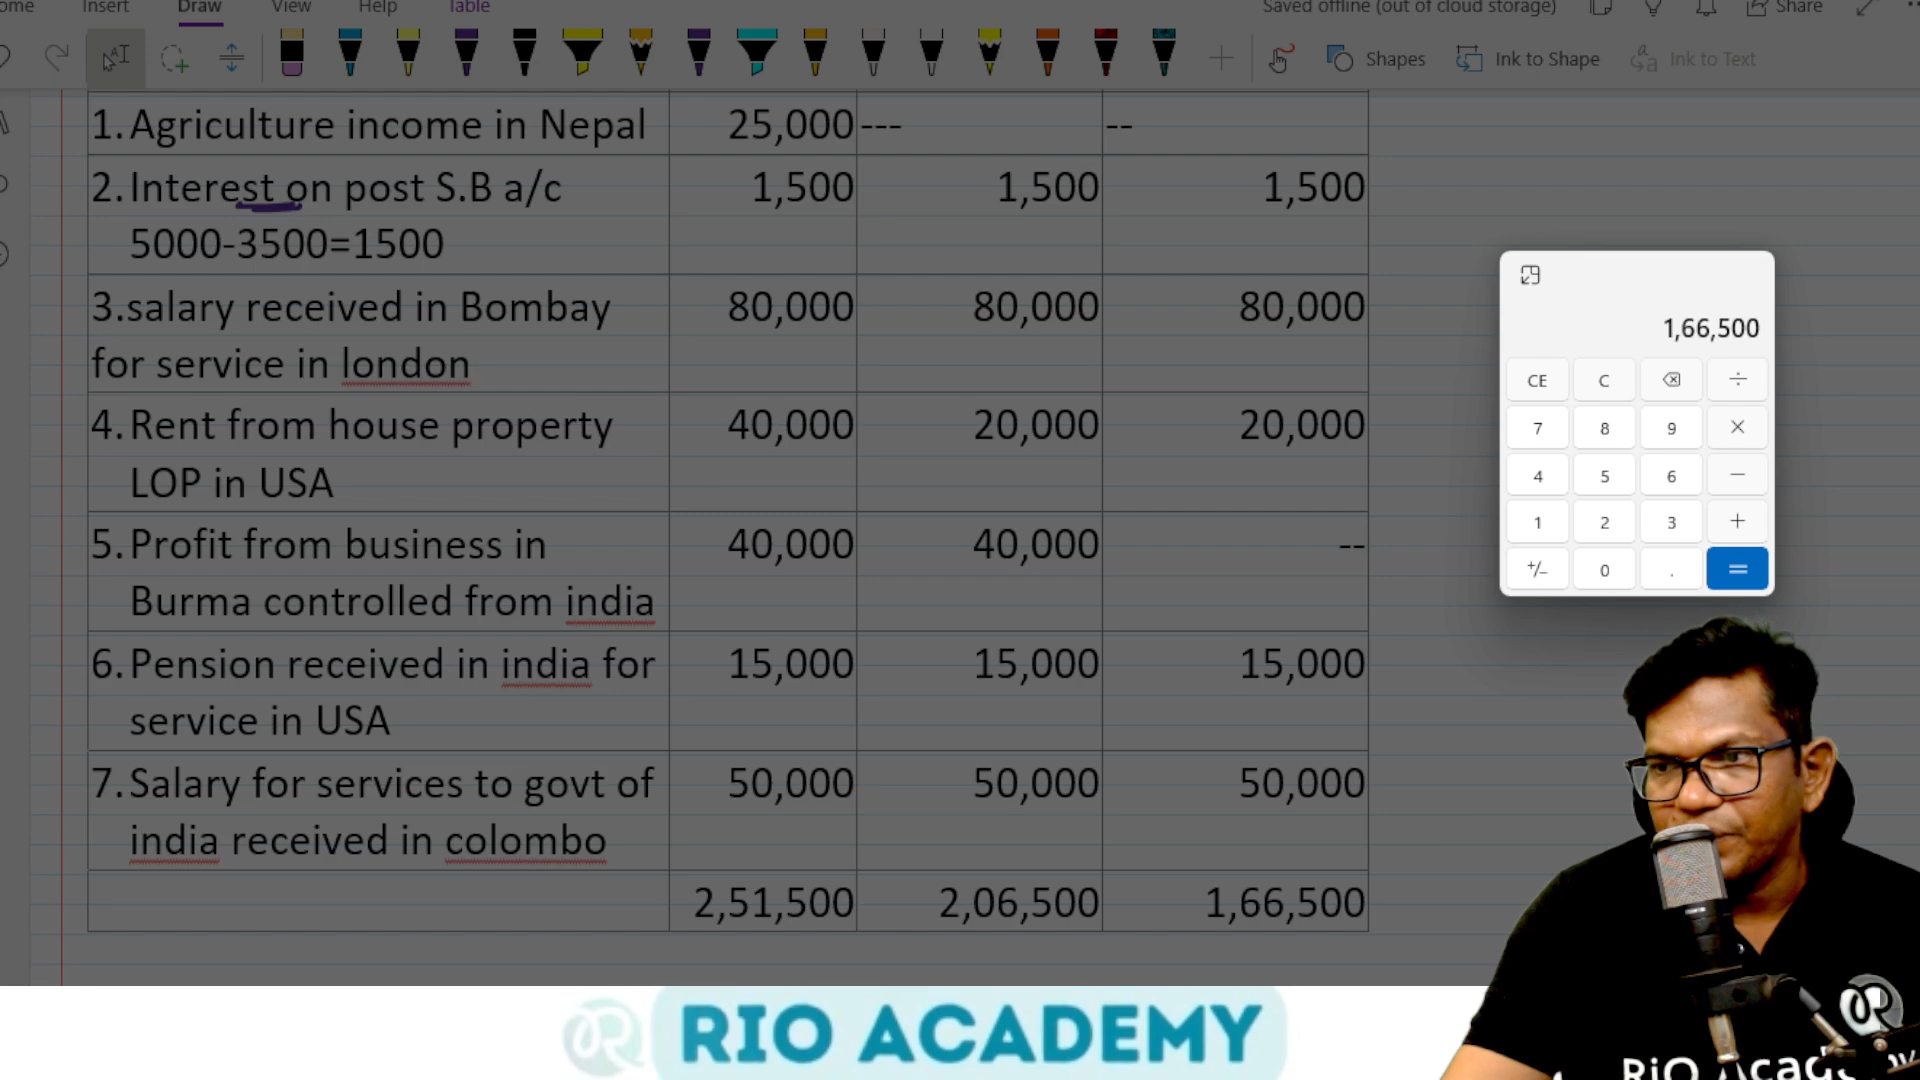 Insert Draw View Help Table Saved offline (out of cloud storage) Share
Shapes Ink to Shape Ink to Text
1. Agriculture income in Nepal 25,000 --- --
2. Interest on post S.B a/c 1,500 1,500 1,500
5000-3500=1500
3.salary received in Bombay 80,000 80,000 80,000
for service in london
4. Rent from house property 40,000 20,000 20,000
LOP in USA
5. Profit from business in 40,000 40,000 --
Burma controlled from india
6. Pension received in india for 15,000 15,000 15,000
service in USA
7. Salary for services to govt of 50,000 50,000 50,000
india received in colombo
2,51,500 2,06,500 1,66,500
1,66,500
CE C ÷
7 8 9 ×
4 5 6 −
1 2 3 +
+/− 0 . =
RIO ACADEMY